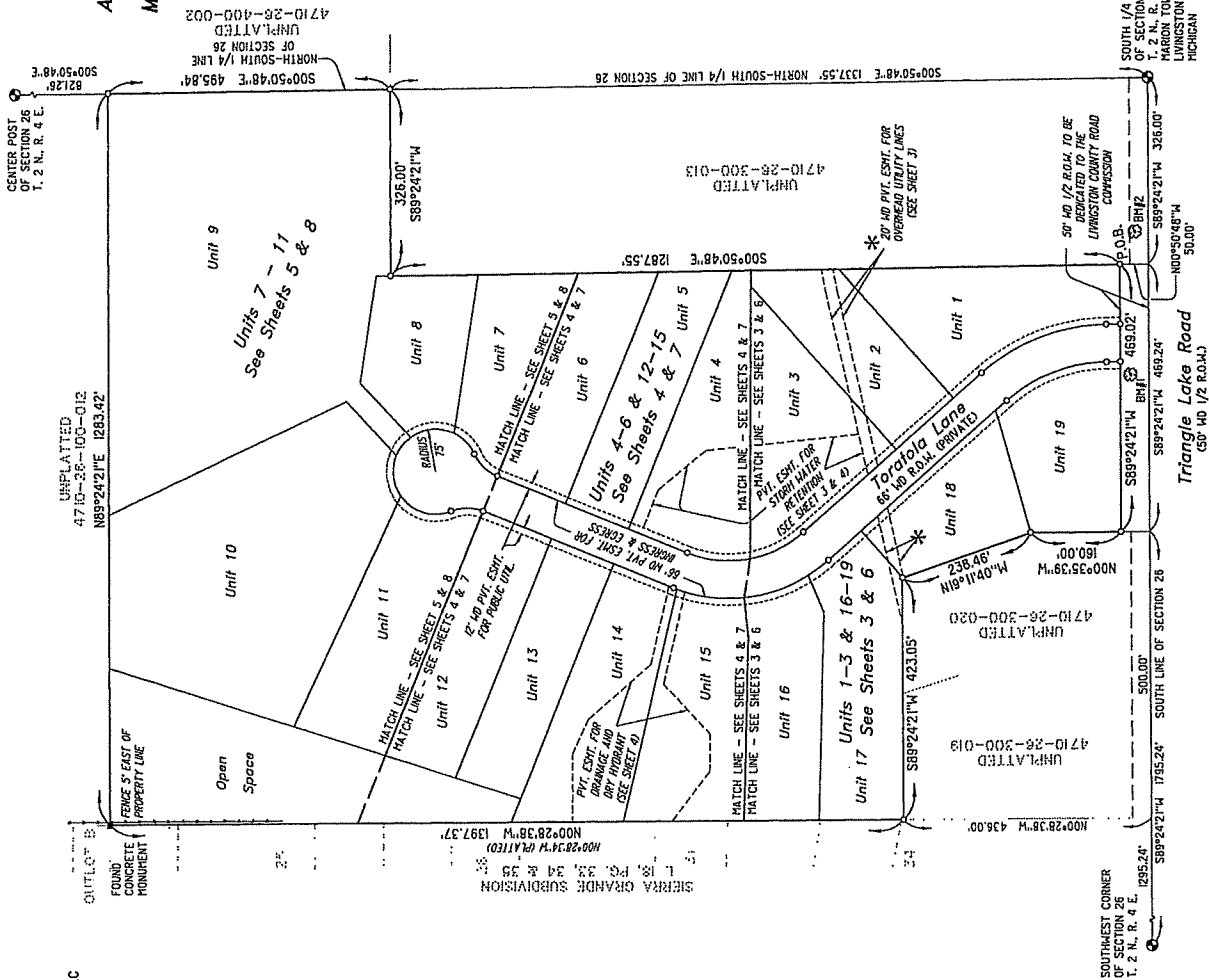 CENTER POST
OF SECTION 26
T. 2 N., R. 4 E.
821.26'
S00°50'48"E
UNPLATTED
4710-26-400-002
NORTH-SOUTH 1/4 LINE
OF SECTION 26
S00°50'48"E 495.84'
UNPLATTED
4710-26-100-012
N89°24'21"E 1283.42'
OUTLOT B
FOUND
CONCRETE
MONUMENT
FENCE 5' EAST OF
PROPERTY LINE
Open
Space
Unit 10
Unit 9
Units 7 - 11
See Sheets 5 & 8
326.00'
S89°24'21"W
Unit 8
RADIUS
75'
Unit 11
Unit 7
MATCH LINE - SEE SHEET 5 & 8
MATCH LINE - SEE SHEETS 4 & 7
MATCH LINE - SEE SHEET 5 & 8
MATCH LINE - SEE SHEETS 4 & 7
Unit 12
12' WD PVT. ESMT.
FOR PUBLIC UTIL.
Unit 6
Unit 5
Units 4-6 & 12-15
See Sheets 4 & 7
66' WD PVT. ESMT. FOR
INGRESS & EGRESS
Unit 13
Unit 14
Unit 4
S00°50'48"E 1287.55'
UNPLATTED
4710-26-300-013
S00°50'48"E 1337.55' NORTH-SOUTH 1/4 LINE OF SECTION 26
SIERRA GRANDE SUBDIVISION
L. 18, PG. 33, 34 & 35
N00°28'34"W (PLATTED)
N00°28'38"W 1397.37'
31
34
PVT. ESMT. FOR
DRAINAGE AND
DRY HYDRANT
(SEE SHEET 4)
Unit 15
MATCH LINE - SEE SHEETS 4 & 7
MATCH LINE - SEE SHEETS 3 & 6
MATCH LINE - SEE SHEETS 4 & 7
MATCH LINE - SEE SHEETS 3 & 6
Unit 3
PVT. ESMT. FOR
STORM WATER
RETENTION
(SEE SHEET 3 & 4)
*
20' WD PVT. ESMT. FOR
OVERHEAD UTILITY LINES
(SEE SHEET 3)
Unit 16
Units 1-3 & 16-19
See Sheets 3 & 6
Unit 17
Unit 2
Unit 1
Toratola Lane
66' WD R.O.W. (PRIVATE)
Unit 18
*
Unit 19
S89°24'21"W 423.05'
238.46'
N19°11'40"W
160.00'
N00°35'39"W
UNPLATTED
4710-26-300-020
UNPLATTED
4710-26-300-019
N00°28'38"W 436.00'
50' WD 1/2 R.O.W. TO BE
DEDICATED TO THE
LIVINGSTON COUNTY ROAD
COMMISSION
P.O.B.
BM#2
BM#1
S89°24'21"W 469.02'
500.00'
S89°24'21"W 469.24'
S89°24'21"W 326.00'
N00°50'48"W
50.00'
S89°24'21"W 1795.24'
SOUTH LINE OF SECTION 26
1295.24'
SOUTHWEST CORNER
OF SECTION 26
T. 2 N., R. 4 E.
SOUTH 1/4
OF SECTION
T. 2 N., R.
MARION TOW
LIVINGSTON
MICHIGAN
Triangle Lake Road
(50' WD 1/2 R.O.W.)